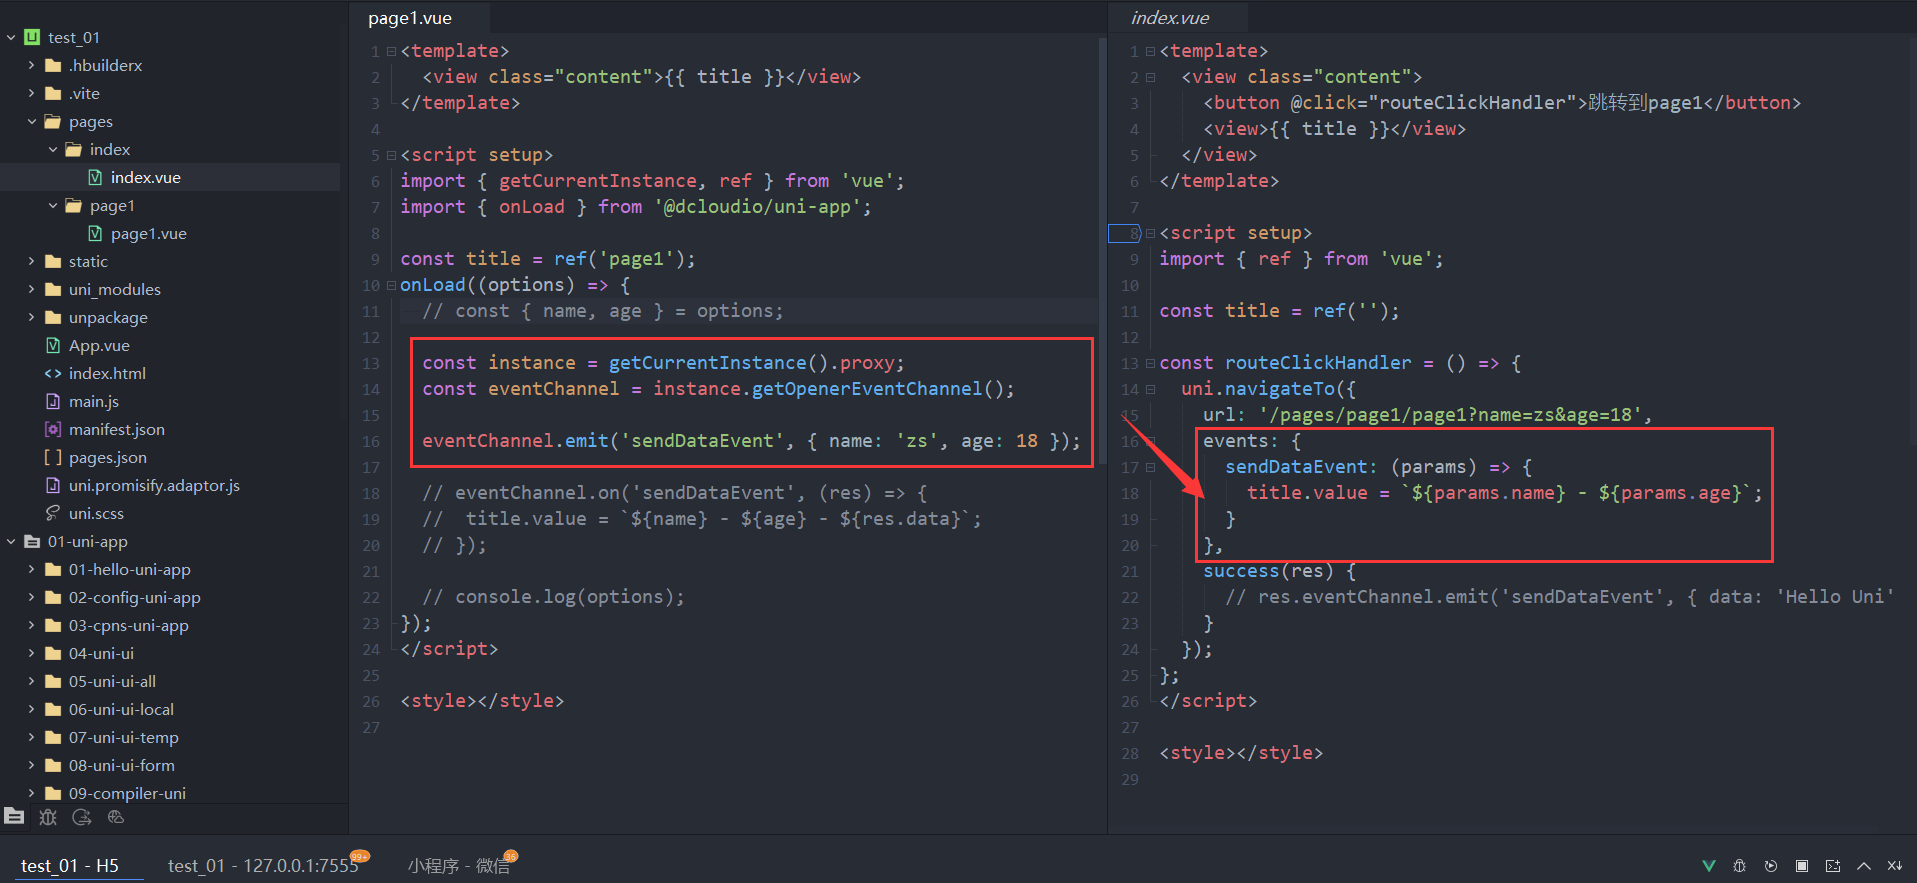 test_01
.hbuilderx
.vite
pages
index
index.vue
page1
page1.vue
static
uni_modules
unpackage
App.vue
index.html
main.js
manifest.json
pages.json
uni.promisify.adaptor.js
uni.scss
01-uni-app
01-hello-uni-app
02-config-uni-app
03-cpns-uni-app
04-uni-ui
05-uni-ui-all
06-uni-ui-local
07-uni-ui-temp
08-uni-ui-form
09-compiler-uni
page1.vue
1 <template>
2 <view class="content">{{ title }}</view>
3 </template>
4
5 <script setup>
6 import { getCurrentInstance, ref } from 'vue';
7 import { onLoad } from '@dcloudio/uni-app';
8
9 const title = ref('page1');
10 onLoad((options) => {
11 // const { name, age } = options;
12
13 const instance = getCurrentInstance().proxy;
14 const eventChannel = instance.getOpenerEventChannel();
15
16 eventChannel.emit('sendDataEvent', { name: 'zs', age: 18 });
17
18 // eventChannel.on('sendDataEvent', (res) => {
19 // title.value = `${name} - ${age} - ${res.data}`;
20 // });
21
22 // console.log(options);
23 });
24 </script>
25
26 <style></style>
27
index.vue
1 <template>
2 <view class="content">
3 <button @click="routeClickHandler">跳转到page1</button>
4 <view>{{ title }}</view>
5 </view>
6 </template>
7
8 <script setup>
9 import { ref } from 'vue';
10
11 const title = ref('');
12
13 const routeClickHandler = () => {
14 uni.navigateTo({
15 url: '/pages/page1/page1?name=zs&age=18',
16 events: {
17 sendDataEvent: (params) => {
18 title.value = `${params.name} - ${params.age}`;
19 }
20 },
21 success(res) {
22 // res.eventChannel.emit('sendDataEvent', { data: 'Hello Uni'
23 }
24 });
25 };
26 </script>
27
28 <style></style>
29
test_01 - H5
test_01 - 127.0.0.1:7555
99+
小程序 - 微信
36